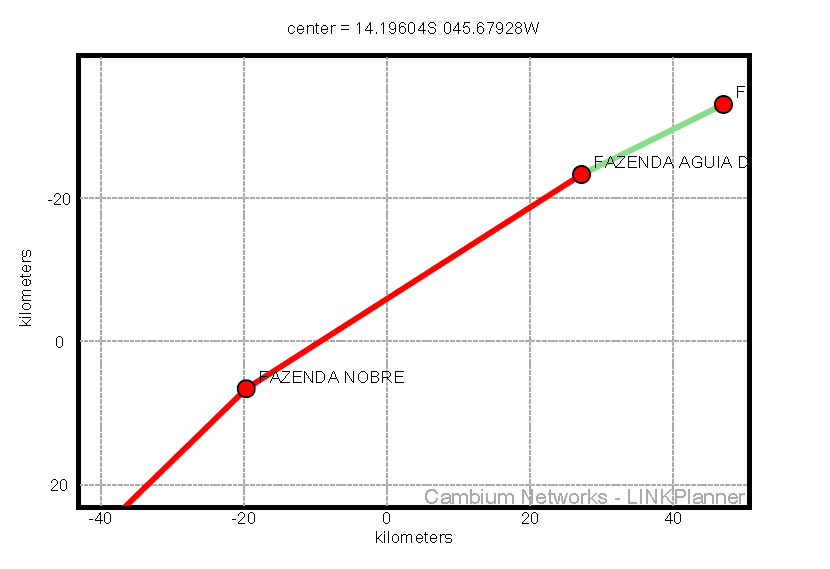 center = 14.19604S 045.67928W
F
FAZENDA AGUIA D
-20
kilometers
0
FAZENDA NOBRE
20
Cambium Networks - LINKPlanner
-40
-20
0
20
40
kilometers